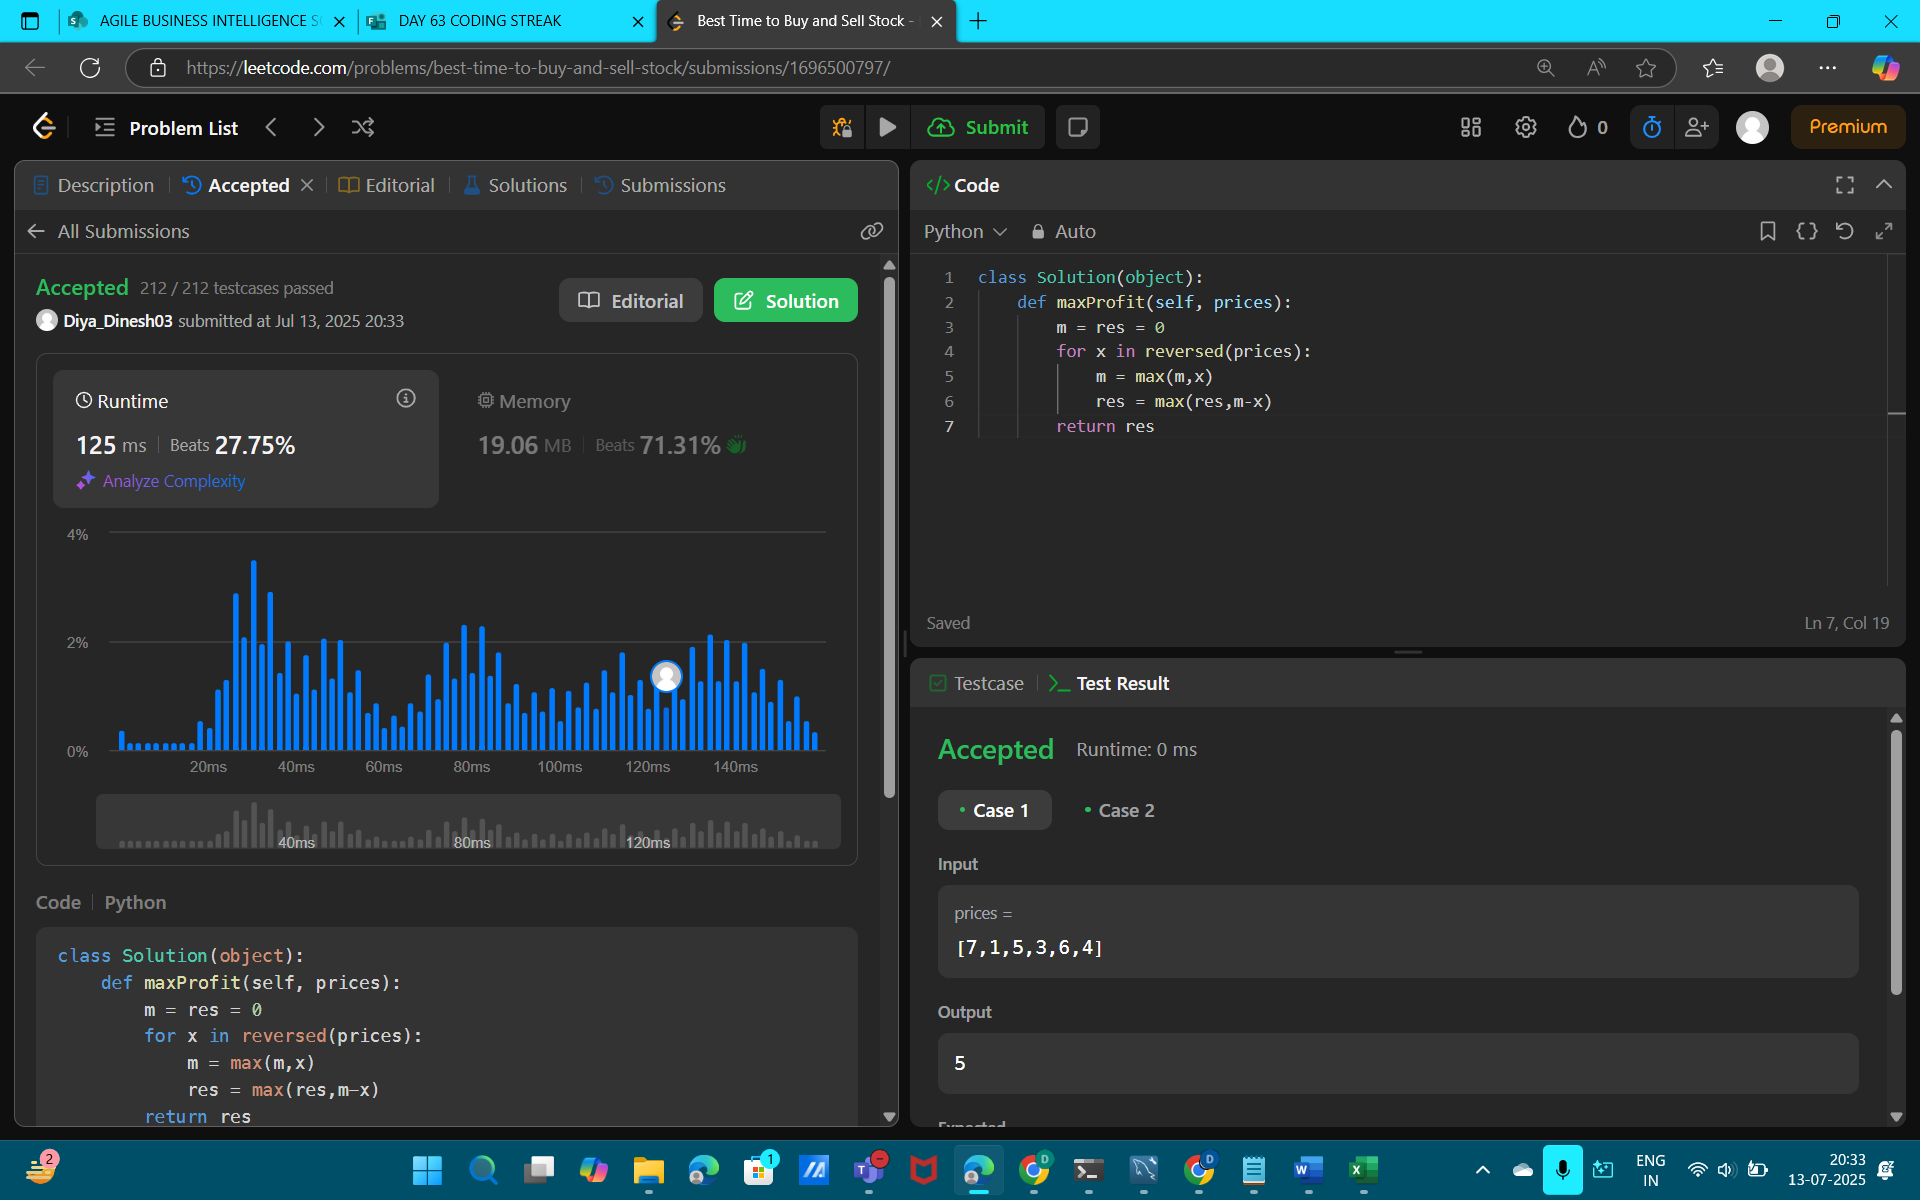 AGILE BUSINESS INTELLIGENCE S
DAY 63 CODING STREAK
Best Time to Buy and Sell Stock -
https://leetcode.com/problems/best-time-to-buy-and-sell-stock/submissions/1696500797/
Problem List
Submit
0
Premium
Description
Accepted
Editorial
Solutions
Submissions
All Submissions
Accepted 212 / 212 testcases passed
Diya_Dinesh03 submitted at Jul 13, 2025 20:33
Editorial
Solution
Runtime
125 ms
Beats 27.75%
Analyze Complexity
Memory
19.06 MB
Beats 71.31%
4%
2%
0%
20ms 40ms 60ms 80ms 100ms 120ms 140ms
40ms 80ms 120ms
Code
Python
class Solution(object):
def maxProfit(self, prices):
m = res = 0
for x in reversed(prices):
m = max(m,x)
res = max(res,m-x)
return res
</> Code
Python
Auto
1 class Solution(object):
2 def maxProfit(self, prices):
3 m = res = 0
4 for x in reversed(prices):
5 m = max(m,x)
6 res = max(res,m-x)
7 return res
Saved
Ln 7, Col 19
Testcase
>_ Test Result
Accepted Runtime: 0 ms
• Case 1
• Case 2
Input
prices =
[7,1,5,3,6,4]
Output
5
Expected
2
1
T
D
D
W
X
ENG
IN
20:33
13-07-2025